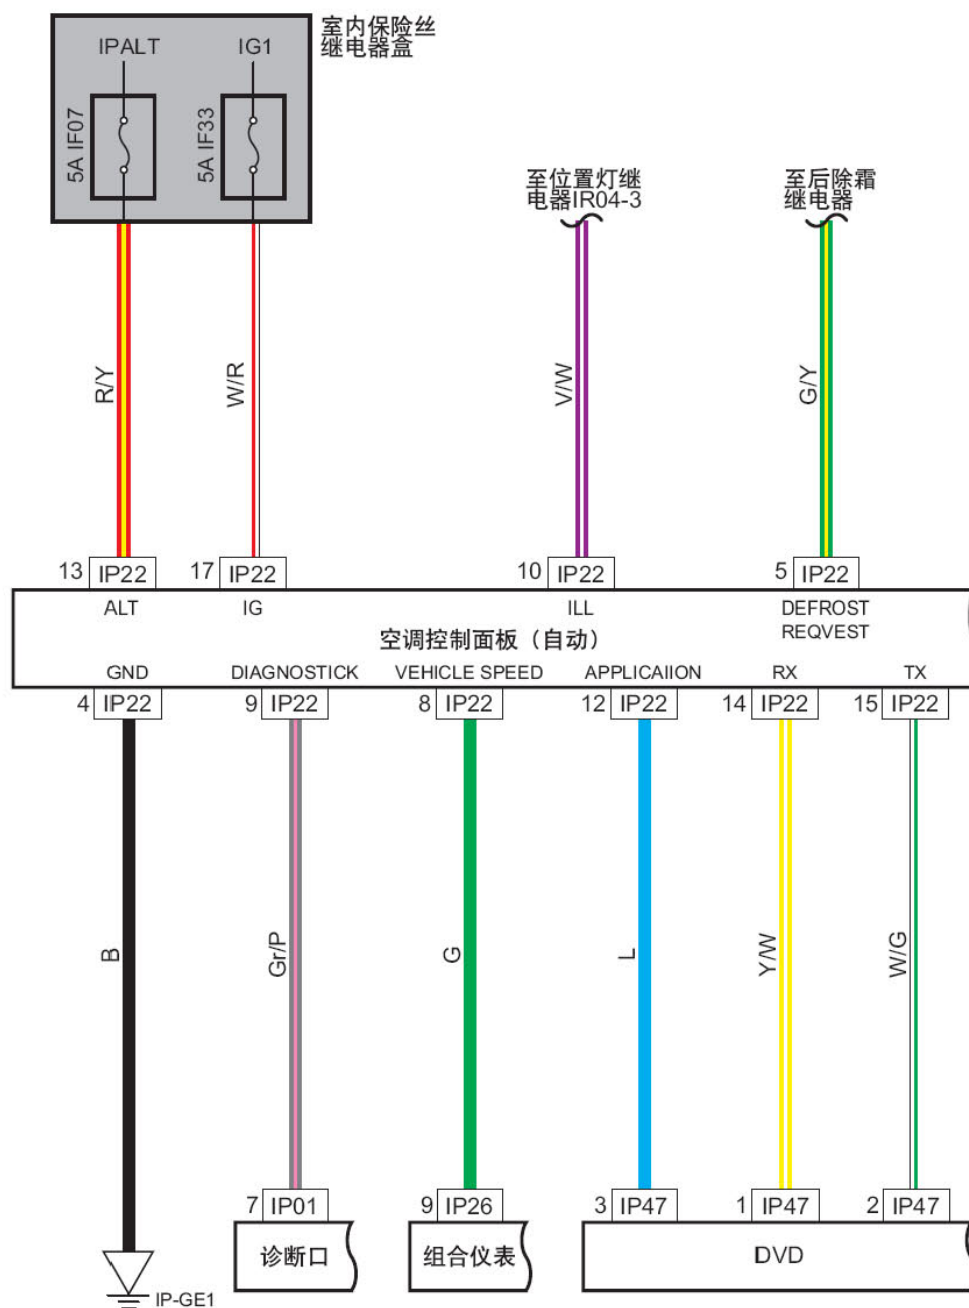 室内保险丝
继电器盒
IPALT
IG1
5A IF07
5A IF33
至位置灯继
电器IR04-3
至后除霜
继电器
R/Y
W/R
V/W
G/Y
13 IP22
17 IP22
10 IP22
5 IP22
ALT
IG
ILL
DEFROST
REQVEST
空调控制面板（自动）
GND
DIAGNOSTICK
VEHICLE SPEED
APPLICAIION
RX
TX
4 IP22
9 IP22
8 IP22
12 IP22
14 IP22
15 IP22
B
Gr/P
G
L
Y/W
W/G
7 IP01
9 IP26
3 IP47
1 IP47
2 IP47
诊断口
组合仪表
DVD
IP-GE1